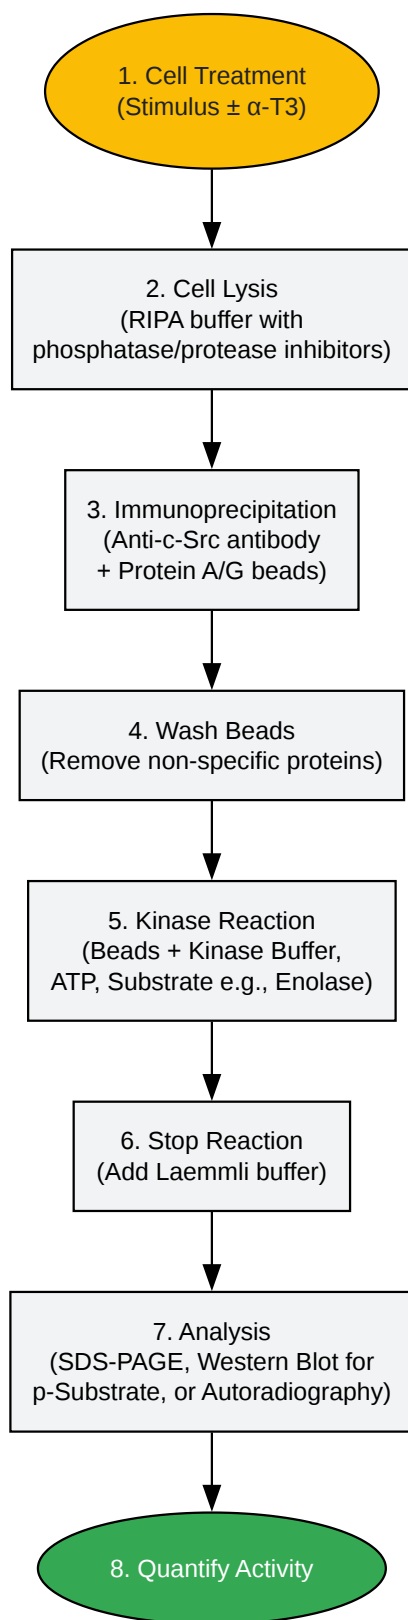 1. Cell Treatment
(Stimulus ± α-T3)
2. Cell Lysis
(RIPA buffer with
phosphatase/protease inhibitors)
3. Immunoprecipitation
(Anti-c-Src antibody
+ Protein A/G beads)
4. Wash Beads
(Remove non-specific proteins)
5. Kinase Reaction
(Beads + Kinase Buffer,
ATP, Substrate e.g., Enolase)
6. Stop Reaction
(Add Laemmli buffer)
7. Analysis
(SDS-PAGE, Western Blot for
p-Substrate, or Autoradiography)
8. Quantify Activity